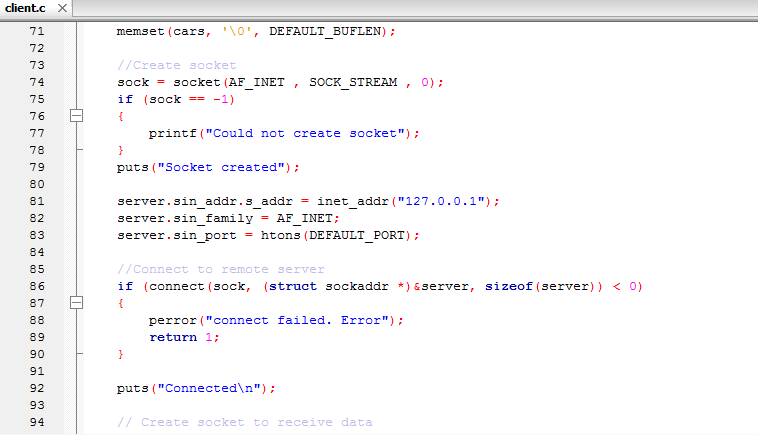 client.c
71 memset(cars, '\0', DEFAULT_BUFLEN);
72
73 //Create socket
74 sock = socket(AF_INET , SOCK_STREAM , 0);
75 if (sock == -1)
76 {
77 printf("Could not create socket");
78 }
79 puts("Socket created");
80
81 server.sin_addr.s_addr = inet_addr("127.0.0.1");
82 server.sin_family = AF_INET;
83 server.sin_port = htons(DEFAULT_PORT);
84
85 //Connect to remote server
86 if (connect(sock, (struct sockaddr *)&server, sizeof(server)) < 0)
87 {
88 perror("connect failed. Error");
89 return 1;
90 }
91
92 puts("Connected\n");
93
94 // Create socket to receive data